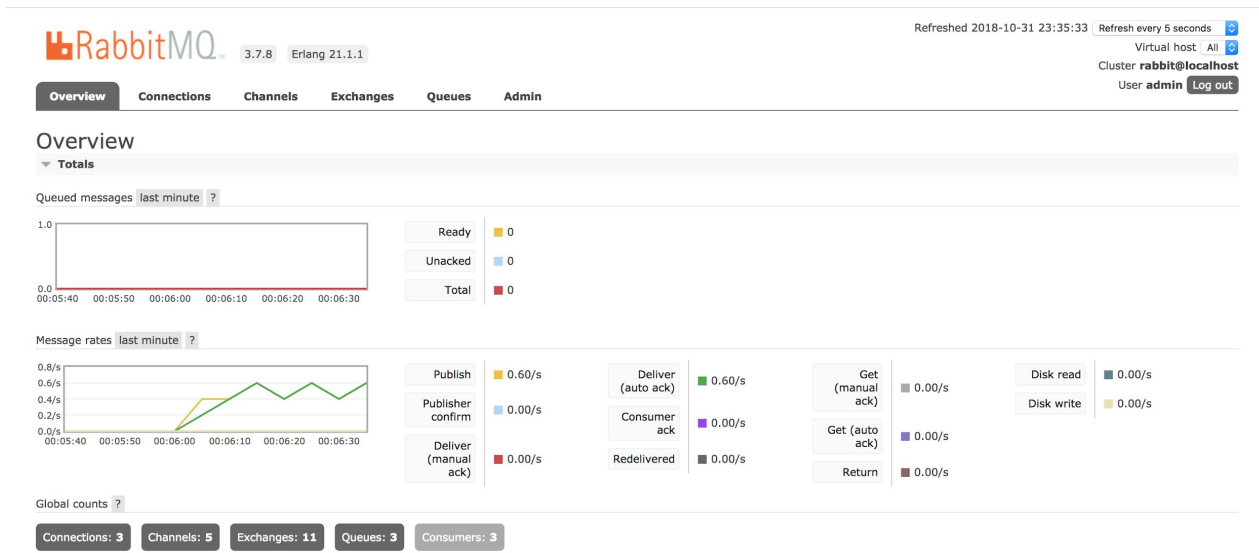 RabbitMQ™ 3.7.8 Erlang 21.1.1
Refreshed 2018-10-31 23:35:33 Refresh every 5 seconds
Virtual host All
Cluster rabbit@localhost
User admin Log out
Overview Connections Channels Exchanges Queues Admin
Overview
Totals
Queued messages last minute ?
1.0
0.0
00:05:40 00:05:50 00:06:00 00:06:10 00:06:20 00:06:30
Ready 0
Unacked 0
Total 0
Message rates last minute ?
0.8/s
0.6/s
0.4/s
0.2/s
0.0/s
00:05:40 00:05:50 00:06:00 00:06:10 00:06:20 00:06:30
Publish 0.60/s
Publisher
confirm 0.00/s
Deliver
(manual
ack) 0.00/s
Deliver
(auto ack) 0.60/s
Consumer
ack 0.00/s
Redelivered 0.00/s
Get
(manual
ack) 0.00/s
Get (auto
ack) 0.00/s
Return 0.00/s
Disk read 0.00/s
Disk write 0.00/s
Global counts ?
Connections: 3 Channels: 5 Exchanges: 11 Queues: 3 Consumers: 3